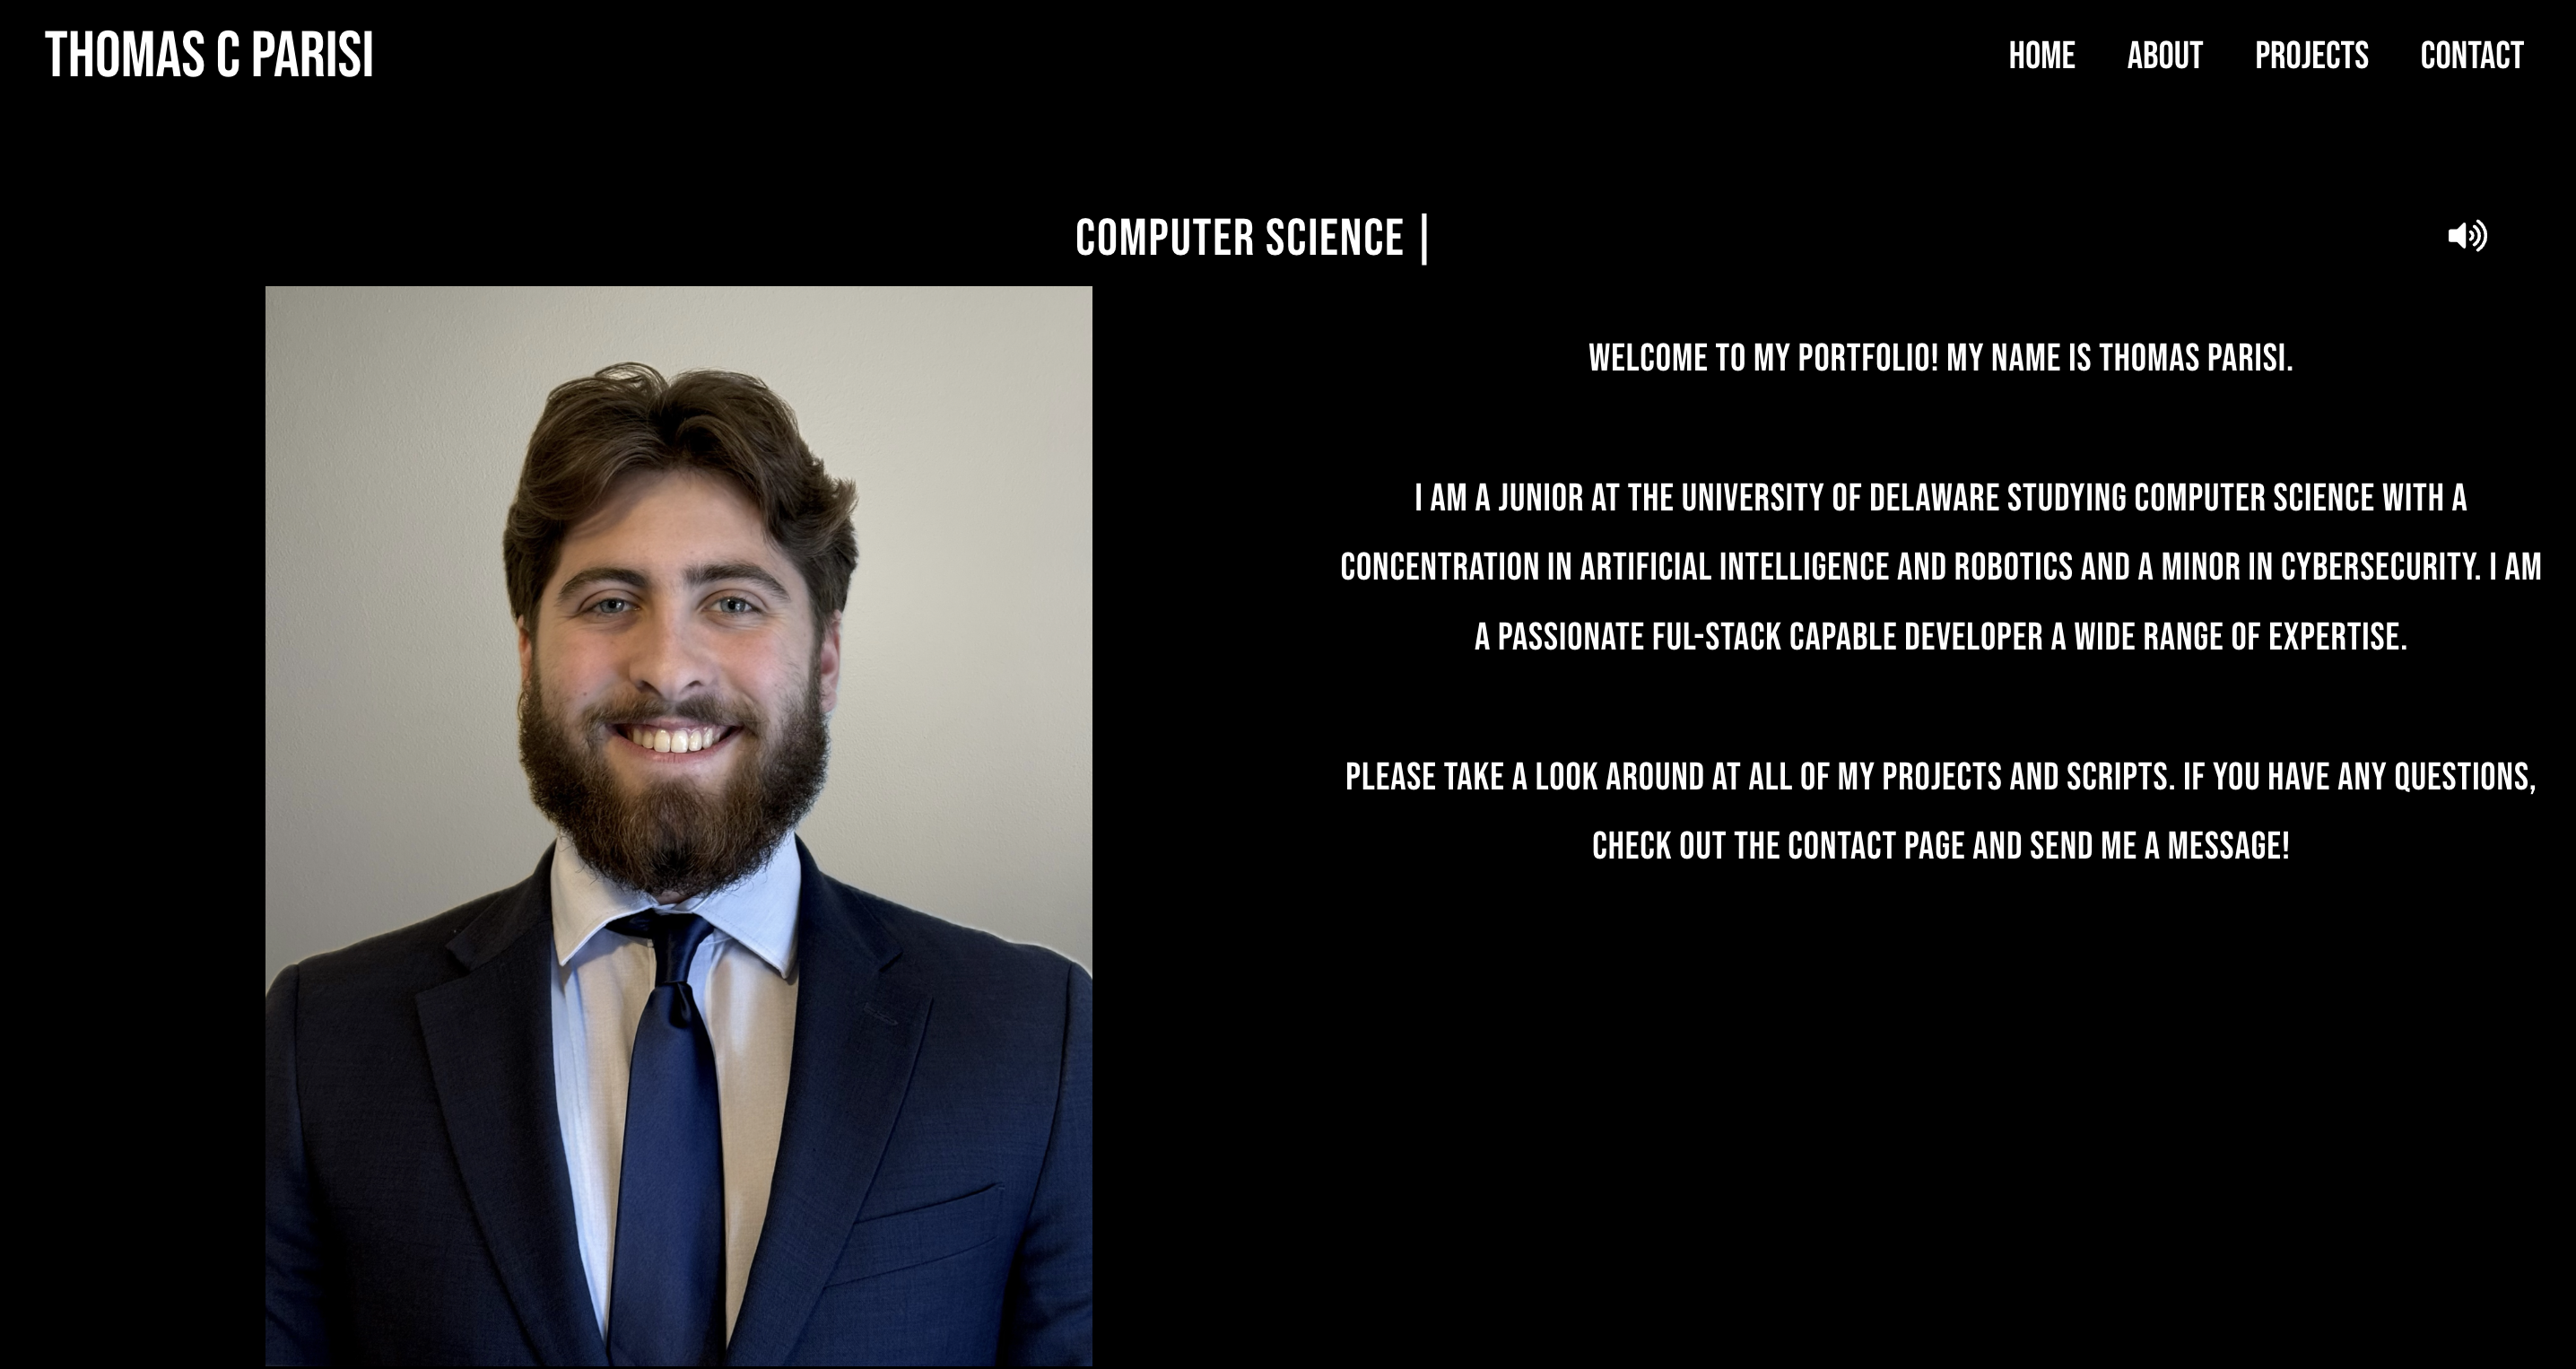 THOMAS C PARISI
HOME ABOUT PROJECTS CONTACT
COMPUTER SCIENCE |
WELCOME TO MY PORTFOLIO! MY NAME IS THOMAS PARISI.
I AM A JUNIOR AT THE UNIVERSITY OF DELAWARE STUDYING COMPUTER SCIENCE WITH A
CONCENTRATION IN ARTIFICIAL INTELLIGENCE AND ROBOTICS AND A MINOR IN CYBERSECURITY. I AM
A PASSIONATE FUL-STACK CAPABLE DEVELOPER A WIDE RANGE OF EXPERTISE.
PLEASE TAKE A LOOK AROUND AT ALL OF MY PROJECTS AND SCRIPTS. IF YOU HAVE ANY QUESTIONS,
CHECK OUT THE CONTACT PAGE AND SEND ME A MESSAGE!